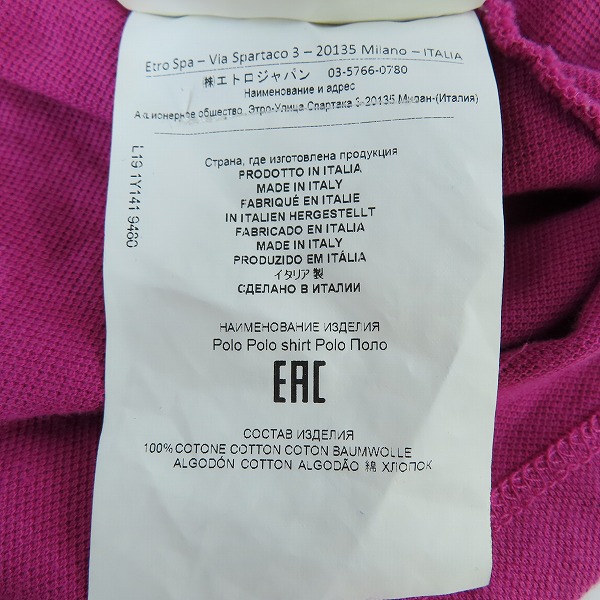 Etro Spa – Via Spartaco 3 – 20135 Milano – ITALIA
㈱エトロジャパン 03-5766-0780
Наименование и адрес
Акционерное общество Этро-Улица Спартака 3-20135 Милан-(Италия)
L19 1Y141 9460
Страна, где изготовлена продукция
PRODOTTO IN ITALIA
MADE IN ITALY
FABRIQUÉ EN ITALIE
IN ITALIEN HERGESTELLT
FABRICADO EN ITALIA
MADE IN ITALY
PRODUZIDO EM ITÁLIA
イタリア製
СДЕЛАНО В ИТАЛИИ
НАИМЕНОВАНИЕ ИЗДЕЛИЯ
Polo Polo shirt Polo Поло
EAC
СОСТАВ ИЗДЕЛИЯ
100% COTONE COTTON COTON BAUMWOLLE
ALGODÓN COTTON ALGODÃO 綿 ХЛОПОК